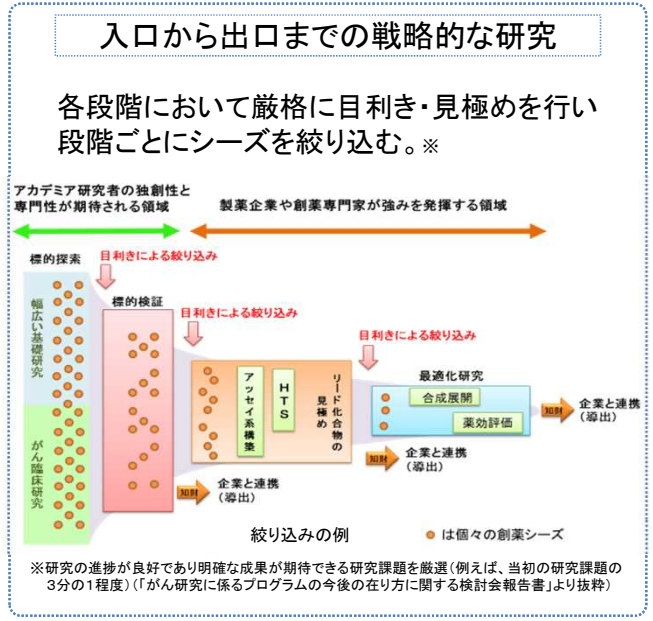 入口から出口までの戦略的な研究
各段階において厳格に目利き・見極めを行い
段階ごとにシーズを絞り込む。※
アカデミア研究者の独創性と
専門性が期待される領域
製薬企業や創薬専門家が強みを発揮する領域
標的探索
目利きによる絞り込み
標的検証
目利きによる絞り込み
目利きによる絞り込み
幅広い基礎研究
がん臨床研究
アッセイ系構築
HTS
リード化合物の
見極め
最適化研究
合成展開
薬効評価
知財
企業と連携
(導出)
知財
企業と連携
(導出)
知財
企業と連携
(導出)
絞り込みの例
は個々の創薬シーズ
※研究の進捗が良好であり明確な成果が期待できる研究課題を厳選(例えば、当初の研究課題の
3分の1程度)(「がん研究に係るプログラムの今後の在り方に関する検討会報告書」より抜粋)